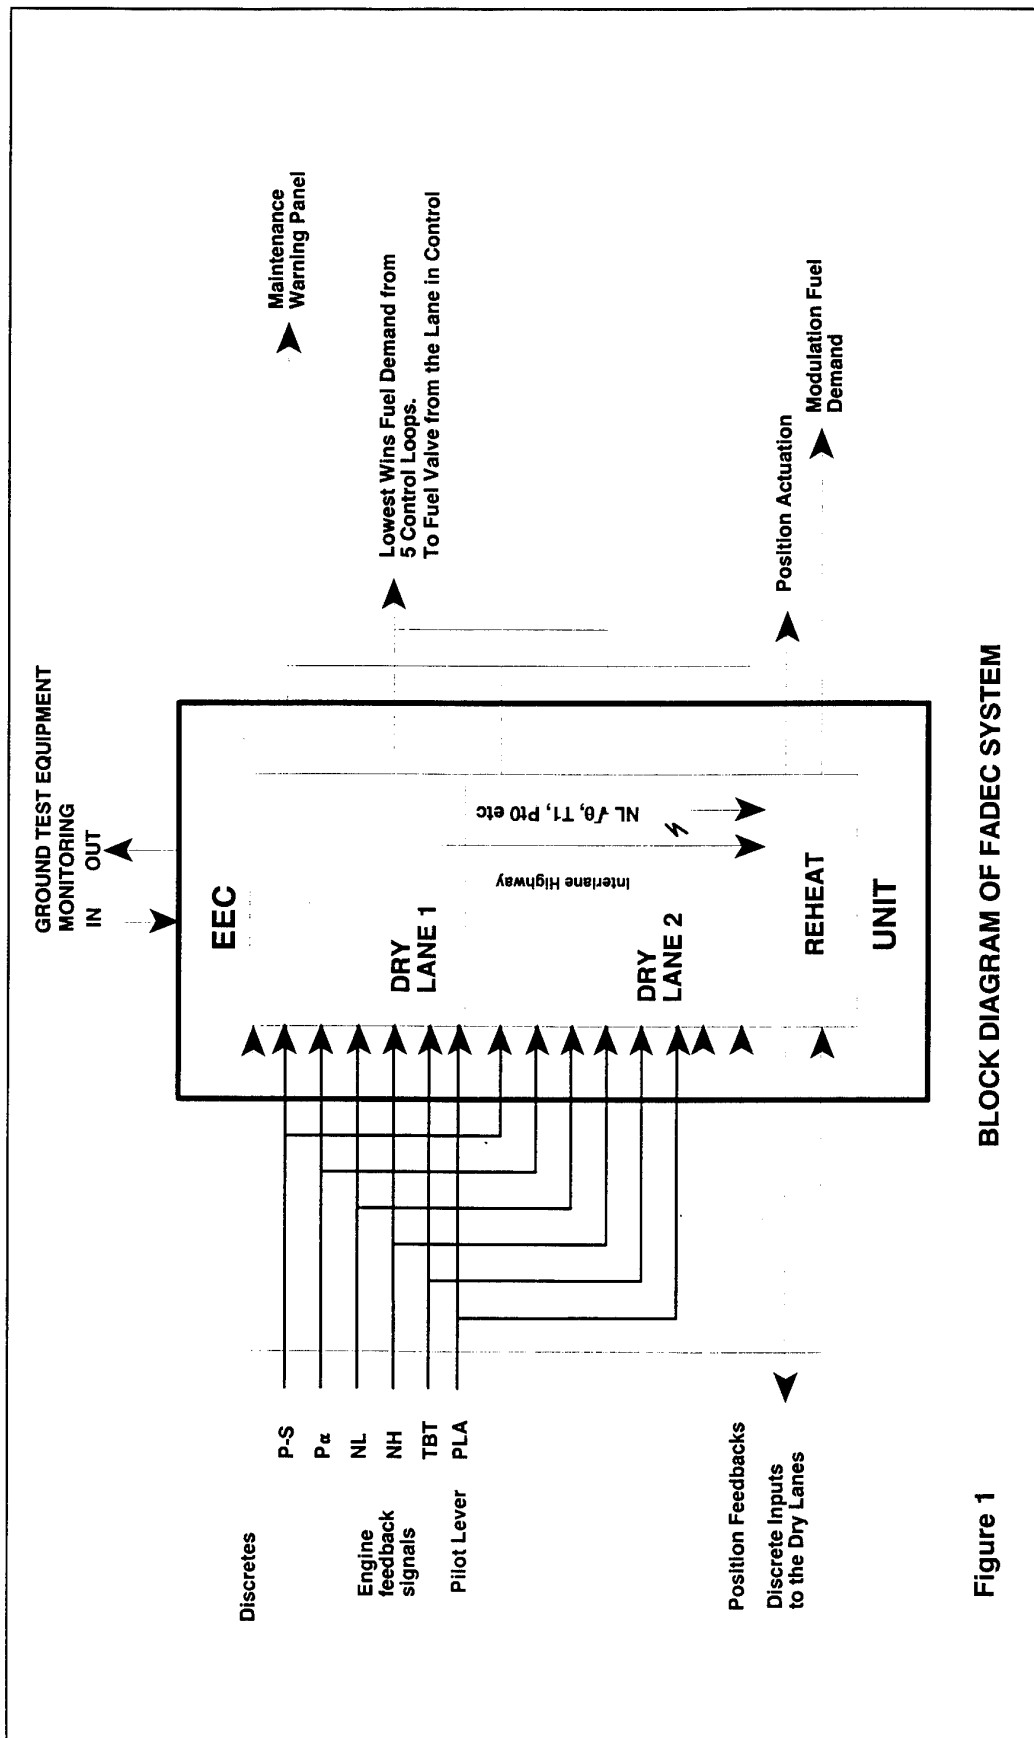 GROUND TEST EQUIPMENT
MONITORING
IN OUT
EEC
Discretes
P-S
Pα
NL
NH
TBT
PLA
Engine
feedback
signals
Pilot Lever
DRY
LANE 1
Interlane Highway
NL √θ, T1, Pt0 etc
DRY
LANE 2
REHEAT
UNIT
Maintenance
Warning Panel
Lowest Wins Fuel Demand from
5 Control Loops.
To Fuel Valve from the Lane in Control
Position Actuation
Modulation Fuel
Demand
Position Feedbacks
Discrete Inputs
to the Dry Lanes
Figure 1
BLOCK DIAGRAM OF FADEC SYSTEM